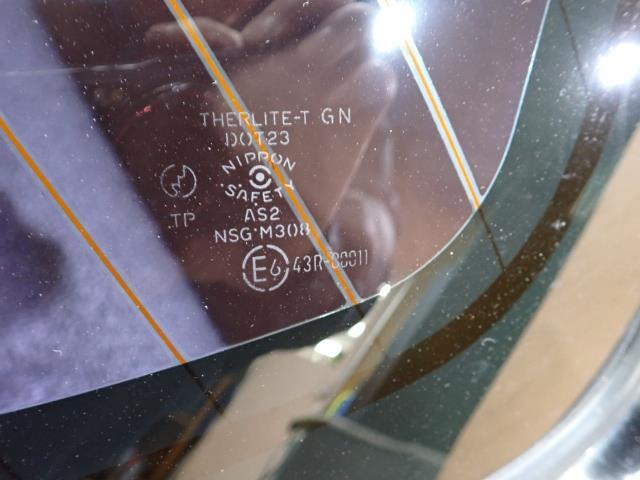 THERLITE-T GN
DOT23
NIPPON
SAFETY
TP
AS2
NSG M308
E6 43R-00011